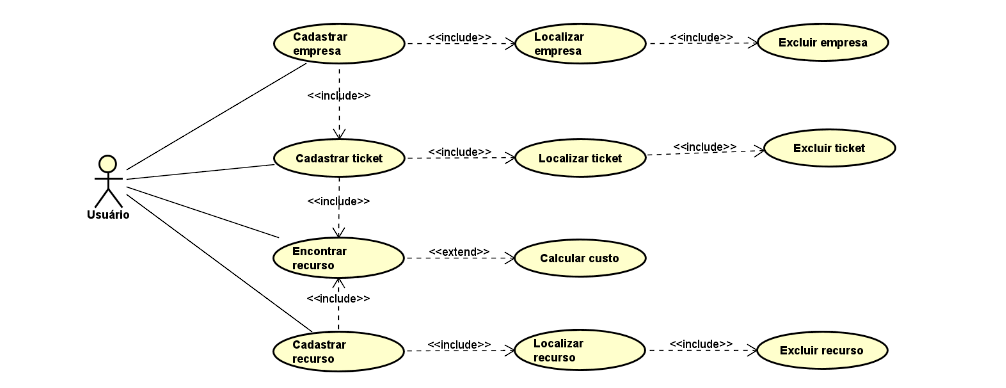 Cadastrar
empresa
<<include>>
Localizar
empresa
<<include>>
Excluir empresa
<<include>>
Cadastrar ticket
<<include>>
Localizar ticket
<<include>>
Excluir ticket
Usuário
<<include>>
Encontrar
recurso
<<extend>>
Calcular custo
<<include>>
Cadastrar
recurso
<<include>>
Localizar
recurso
<<include>>
Excluir recurso